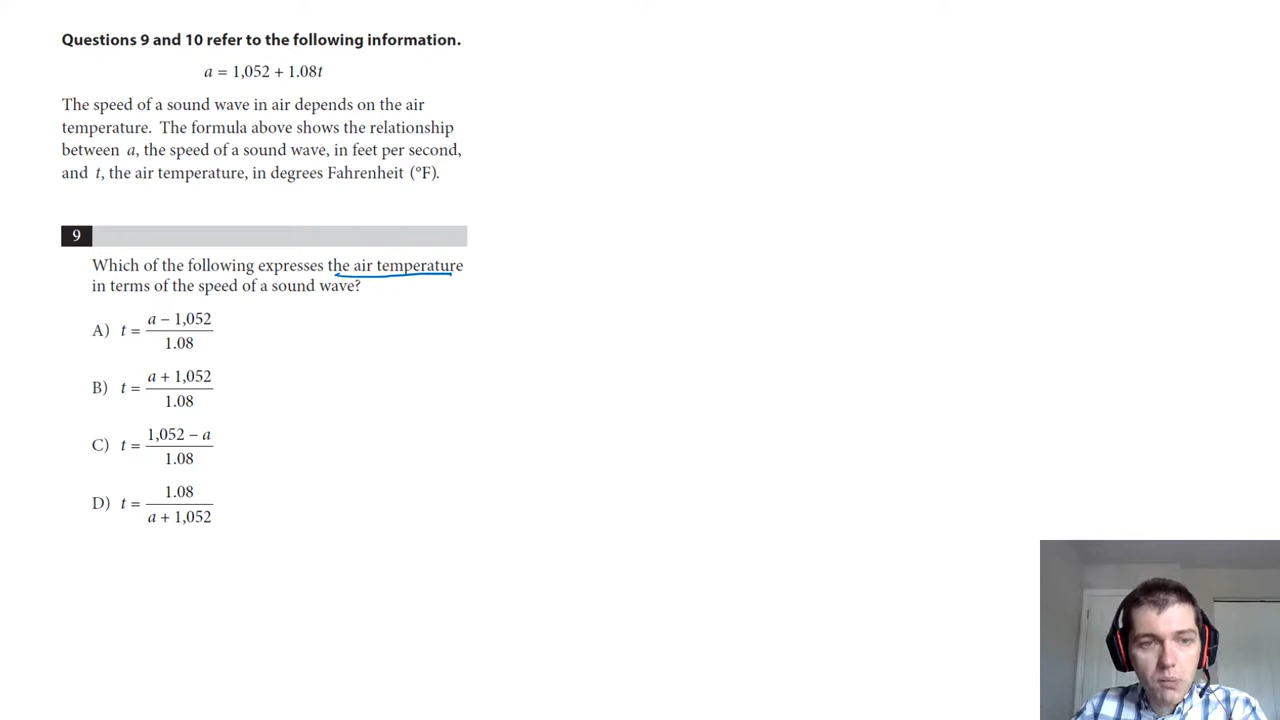 Questions 9 and 10 refer to the following information.
a = 1,052 + 1.08t
The speed of a sound wave in air depends on the air
temperature. The formula above shows the relationship
between a, the speed of a sound wave, in feet per second,
and t, the air temperature, in degrees Fahrenheit (°F).
9
Which of the following expresses the air temperature
in terms of the speed of a sound wave?
A) t = a − 1,052
1.08
B) t = a + 1,052
1.08
C) t = 1,052 − a
1.08
D) t = 1.08
a + 1,052